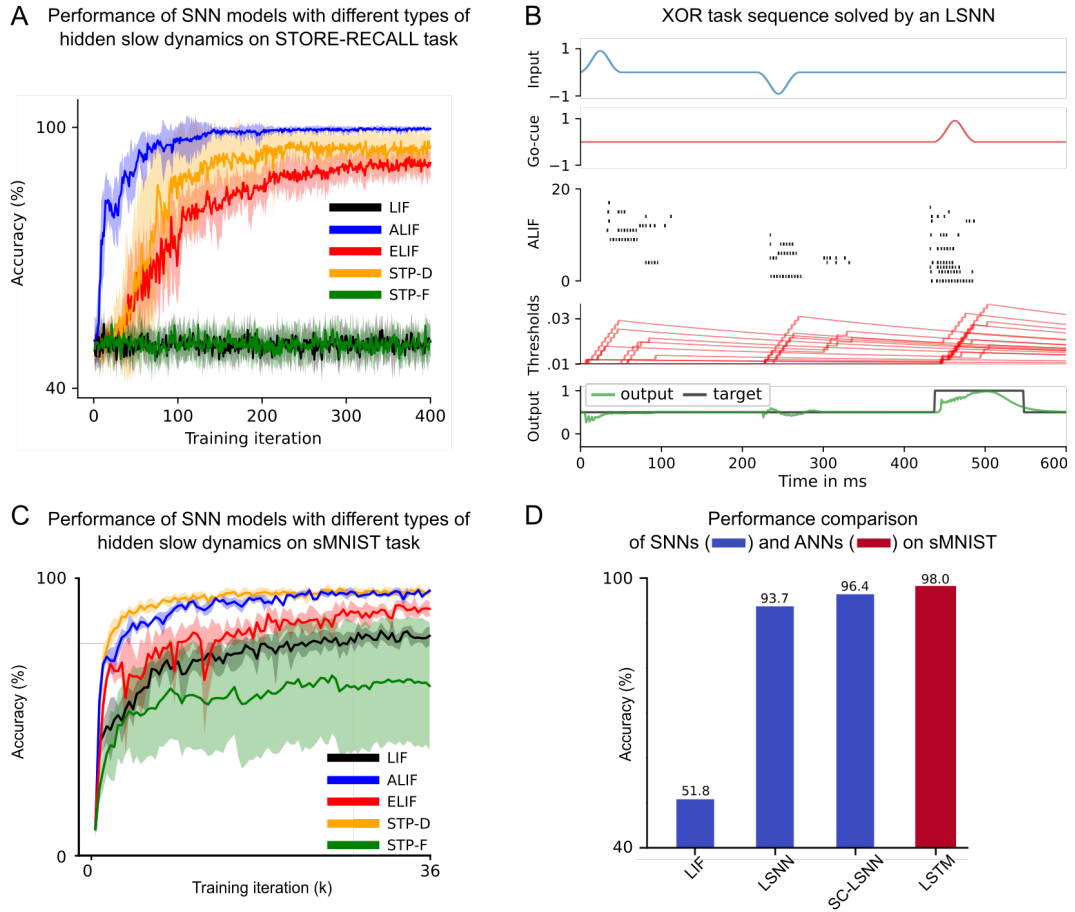 A
Performance of SNN models with different types of
hidden slow dynamics on STORE-RECALL task
100
40
Accuracy (%)
0
100
200
300
400
Training iteration
LIF
ALIF
ELIF
STP-D
STP-F
B
XOR task sequence solved by an LSNN
Input
1
−1
Go-cue
1
−1
ALIF
20
0
Thresholds
.03
.01
Output
1
0
output
target
0
100
200
300
400
500
600
Time in ms
C
Performance of SNN models with different types of
hidden slow dynamics on sMNIST task
100
0
Accuracy (%)
LIF
ALIF
ELIF
STP-D
STP-F
0
36
Training iteration (k)
D
Performance comparison
of SNNs ( ) and ANNs ( ) on sMNIST
100
40
Accuracy (%)
51.8
93.7
96.4
98.0
LIF
LSNN
SC-LSNN
LSTM